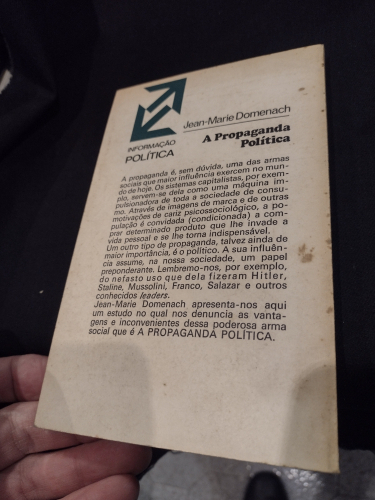 INFORMAÇÃO
POLÍTICA
Jean-Marie Domenach
A Propaganda
Política
A propaganda é, sem dúvida, uma das armas
sociais que maior influência exercem no mun-
do de hoje. Os sistemas capitalistas, por exem-
plo, servem-se dela como uma máquina im-
pulsionadora de toda a sociedade de consu-
mo. Através de imagens de marca e de outras
motivações de cariz psicossociológico, a po-
pulação é convidada (condicionada) a com-
prar determinado produto que lhe invade a
vida pessoal e se lhe torna indispensável.
Um outro tipo de propaganda, talvez ainda de
maior importância, é o político. A sua influên-
cia assume, na nossa sociedade, um papel
preponderante. Lembremo-nos, por exemplo,
do nefasto uso que dela fizeram Hitler,
Staline, Mussolini, Franco, Salazar e outros
conhecidos leaders.
Jean-Marie Domenach apresenta-nos aqui
um estudo no qual nos denuncia as vanta-
gens e inconvenientes dessa poderosa arma
social que é A PROPAGANDA POLÍTICA.